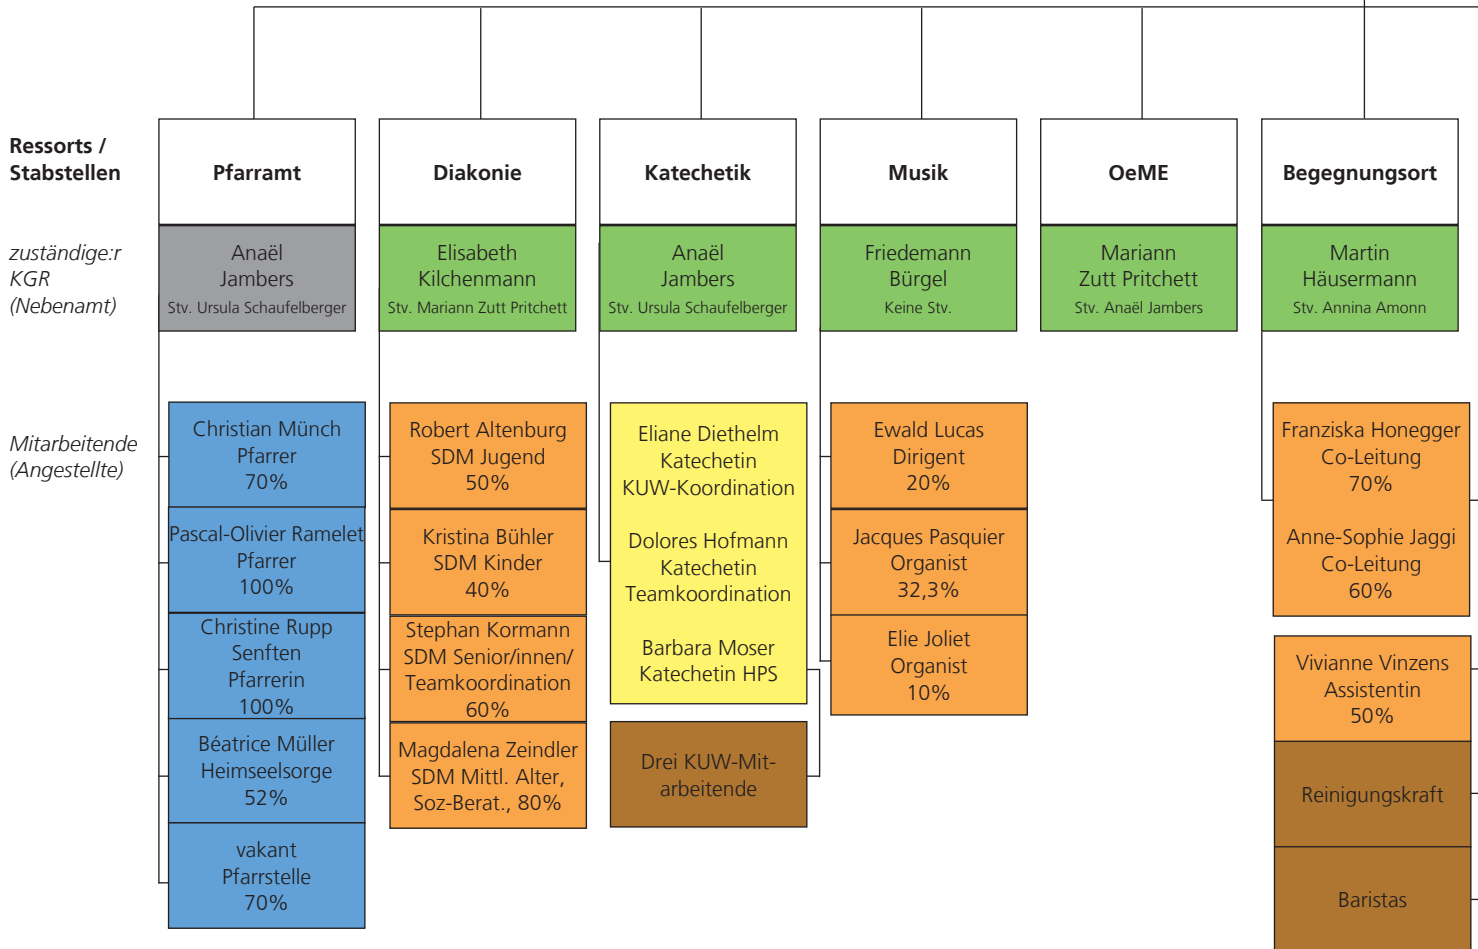 Ressorts /
Stabstellen
Pfarramt
Diakonie
Katechetik
Musik
OeME
Begegnungsort
zuständige:r
KGR
(Nebenamt)
Anaël
Jambers
Stv. Ursula Schaufelberger
Elisabeth
Kilchenmann
Stv. Mariann Zutt Pritchett
Anaël
Jambers
Stv. Ursula Schaufelberger
Friedemann
Bürgel
Keine Stv.
Mariann
Zutt Pritchett
Stv. Anaël Jambers
Martin
Häusermann
Stv. Annina Amonn
Mitarbeitende
(Angestellte)
Christian Münch
Pfarrer
70%
Pascal-Olivier Ramelet
Pfarrer
100%
Christine Rupp
Senften
Pfarrerin
100%
Béatrice Müller
Heimseelsorge
52%
vakant
Pfarrstelle
70%
Robert Altenburg
SDM Jugend
50%
Kristina Bühler
SDM Kinder
40%
Stephan Kormann
SDM Senior/innen/
Teamkoordination
60%
Magdalena Zeindler
SDM Mittl. Alter,
Soz-Berat., 80%
Eliane Diethelm
Katechetin
KUW-Koordination
Dolores Hofmann
Katechetin
Teamkoordination
Barbara Moser
Katechetin HPS
Drei KUW-Mit-
arbeitende
Ewald Lucas
Dirigent
20%
Jacques Pasquier
Organist
32,3%
Elie Joliet
Organist
10%
Franziska Honegger
Co-Leitung
70%
Anne-Sophie Jaggi
Co-Leitung
60%
Vivianne Vinzens
Assistentin
50%
Reinigungskraft
Baristas